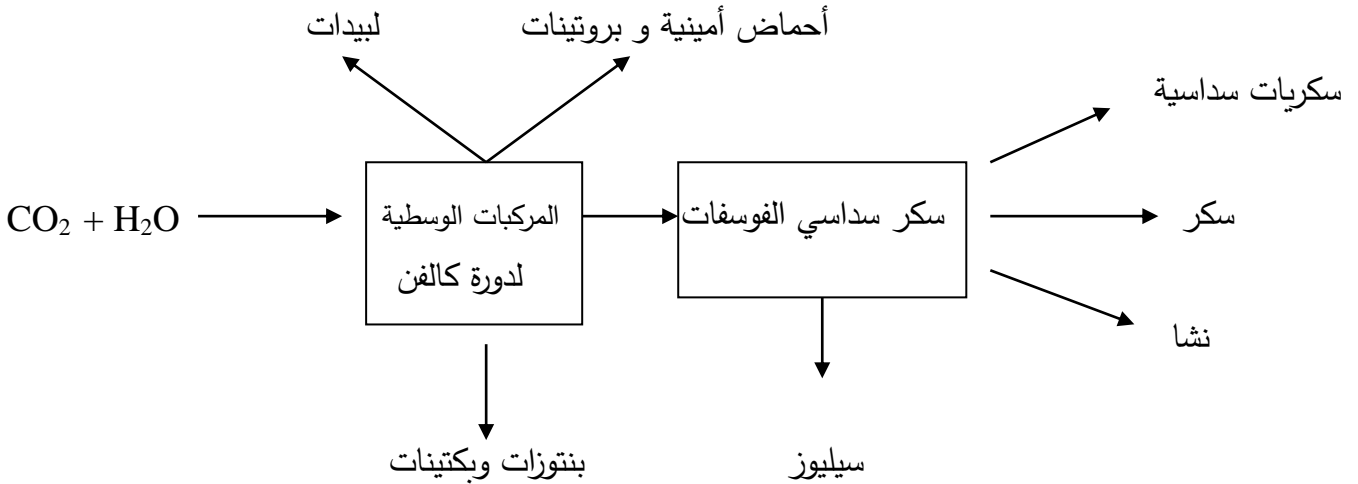 لبيدات
أحماض أمينية و بروتينات
سكريات سداسية
CO₂ + H₂O
المركبات الوسطية
لدورة كالفن
سكر سداسي الفوسفات
سكر
نشا
بنتوزات وبكتينات
سيليوز